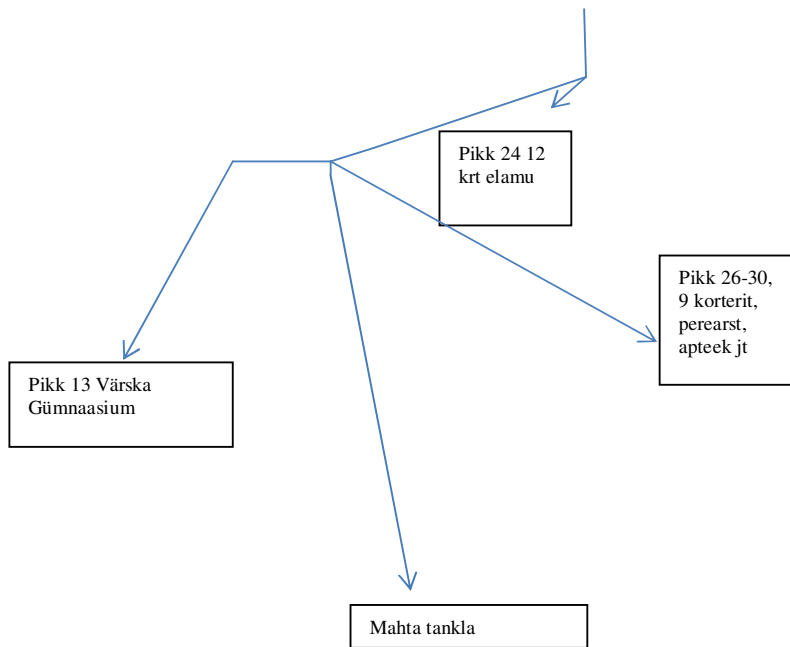 Pikk 24 12
krt elamu
Pikk 26-30,
9 korterit,
perearst,
apteek jt
Pikk 13 Värska
Gümnaasium
Mahta tankla